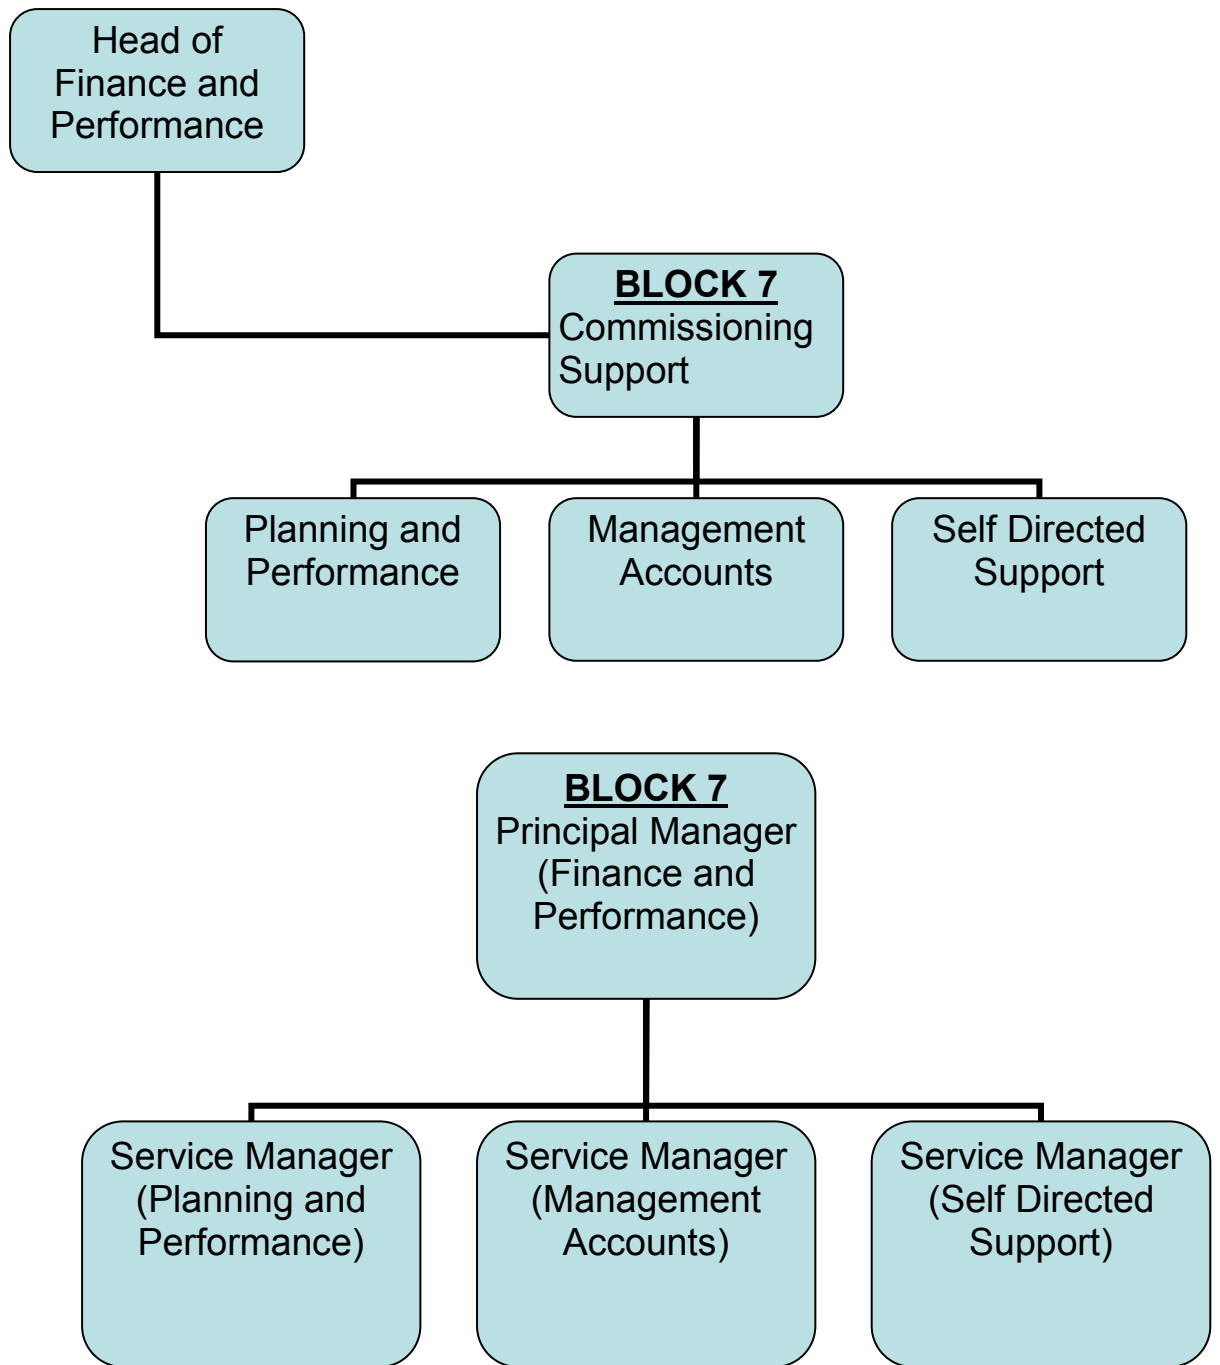 Head of
Finance and
Performance
BLOCK 7
Commissioning
Support
Planning and
Performance
Management
Accounts
Self Directed
Support
BLOCK 7
Principal Manager
(Finance and
Performance)
Service Manager
(Planning and
Performance)
Service Manager
(Management
Accounts)
Service Manager
(Self Directed
Support)